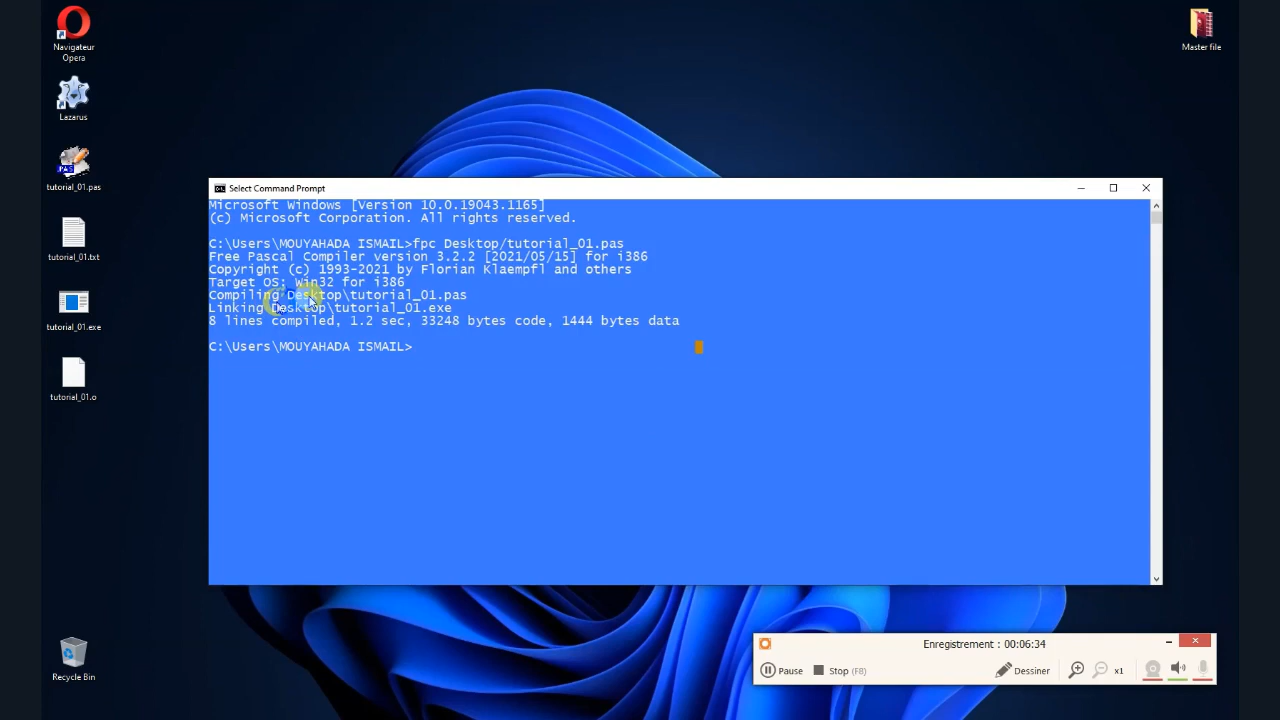 Navigateur
Opera
Lazarus
tutorial_01.pas
tutorial_01.txt
tutorial_01.exe
tutorial_01.o
Recycle Bin
Master file
Select Command Prompt
Microsoft Windows [Version 10.0.19043.1165]
(c) Microsoft Corporation. All rights reserved.
C:\Users\MOUYAHADA ISMAIL>fpc Desktop/tutorial_01.pas
Free Pascal Compiler version 3.2.2 [2021/05/15] for i386
Copyright (c) 1993-2021 by Florian Klaempfl and others
Target OS: Win32 for i386
Compiling Desktop\tutorial_01.pas
Linking Desktop\tutorial_01.exe
8 lines compiled, 1.2 sec, 33248 bytes code, 1444 bytes data
C:\Users\MOUYAHADA ISMAIL>
Enregistrement : 00:06:34
Pause Stop (F8) Dessiner x1